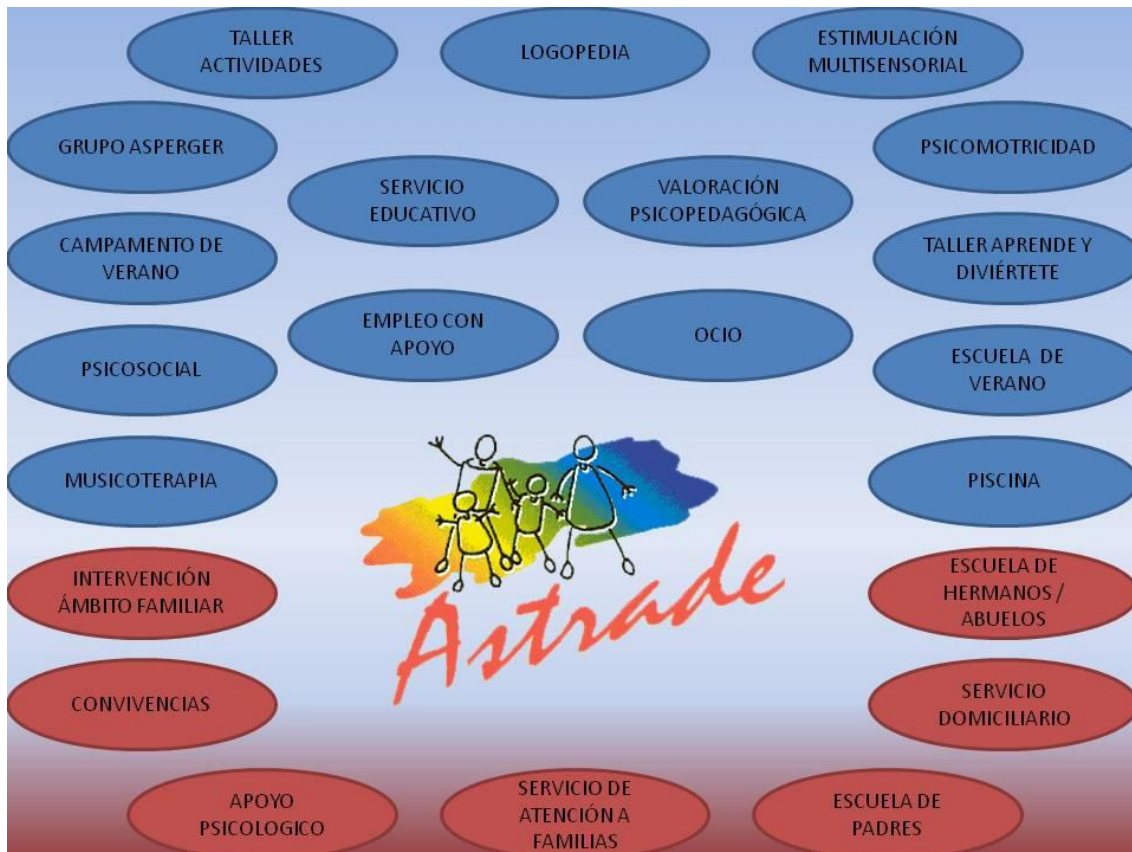 TALLER
ACTIVIDADES
LOGOPEDIA
ESTIMULACIÓN
MULTISENSORIAL
GRUPO ASPERGER
PSICOMOTRICIDAD
SERVICIO
EDUCATIVO
VALORACIÓN
PSICOPEDAGÓGICA
CAMPAMENTO DE
VERANO
TALLER APRENDE Y
DIVIÉRTETE
EMPLEO CON
APOYO
OCIO
PSICOSOCIAL
ESCUELA DE
VERANO
MUSICOTERAPIA
PISCINA
Astrade
INTERVENCIÓN
ÁMBITO FAMILIAR
ESCUELA DE
HERMANOS /
ABUELOS
CONVIVENCIAS
SERVICIO
DOMICILIARIO
APOYO
PSICOLOGICO
SERVICIO DE
ATENCIÓN A
FAMILIAS
ESCUELA DE
PADRES